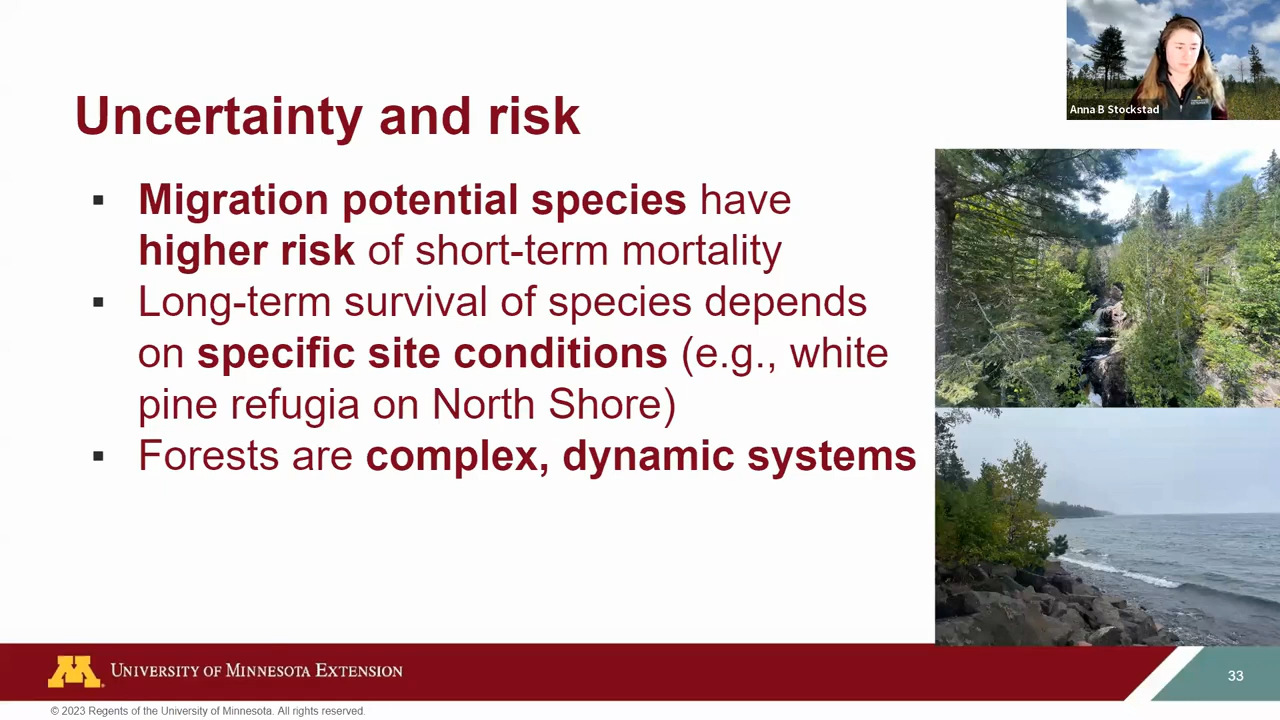 Anna B Stockstad
Uncertainty and risk
▪ Migration potential species have
higher risk of short-term mortality
▪ Long-term survival of species depends
on specific site conditions (e.g., white
pine refugia on North Shore)
▪ Forests are complex, dynamic systems
M
UNIVERSITY OF MINNESOTA EXTENSION
33
© 2023 Regents of the University of Minnesota. All rights reserved.